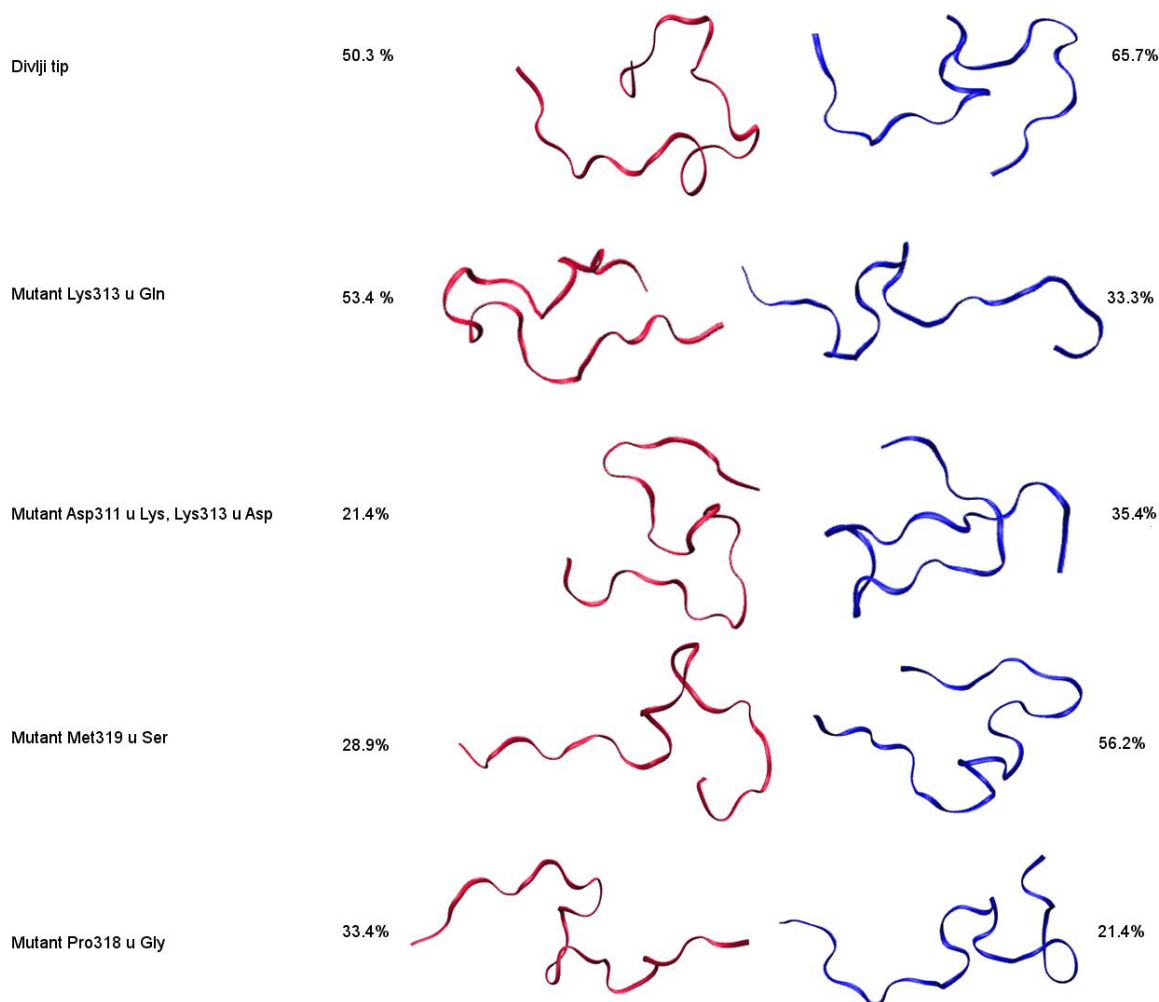 Divlji tip 50.3 % 65.7%
Mutant Lys313 u Gln 53.4 % 33.3%
Mutant Asp311 u Lys, Lys313 u Asp 21.4% 35.4%
Mutant Met319 u Ser 28.9% 56.2%
Mutant Pro318 u Gly 33.4% 21.4%